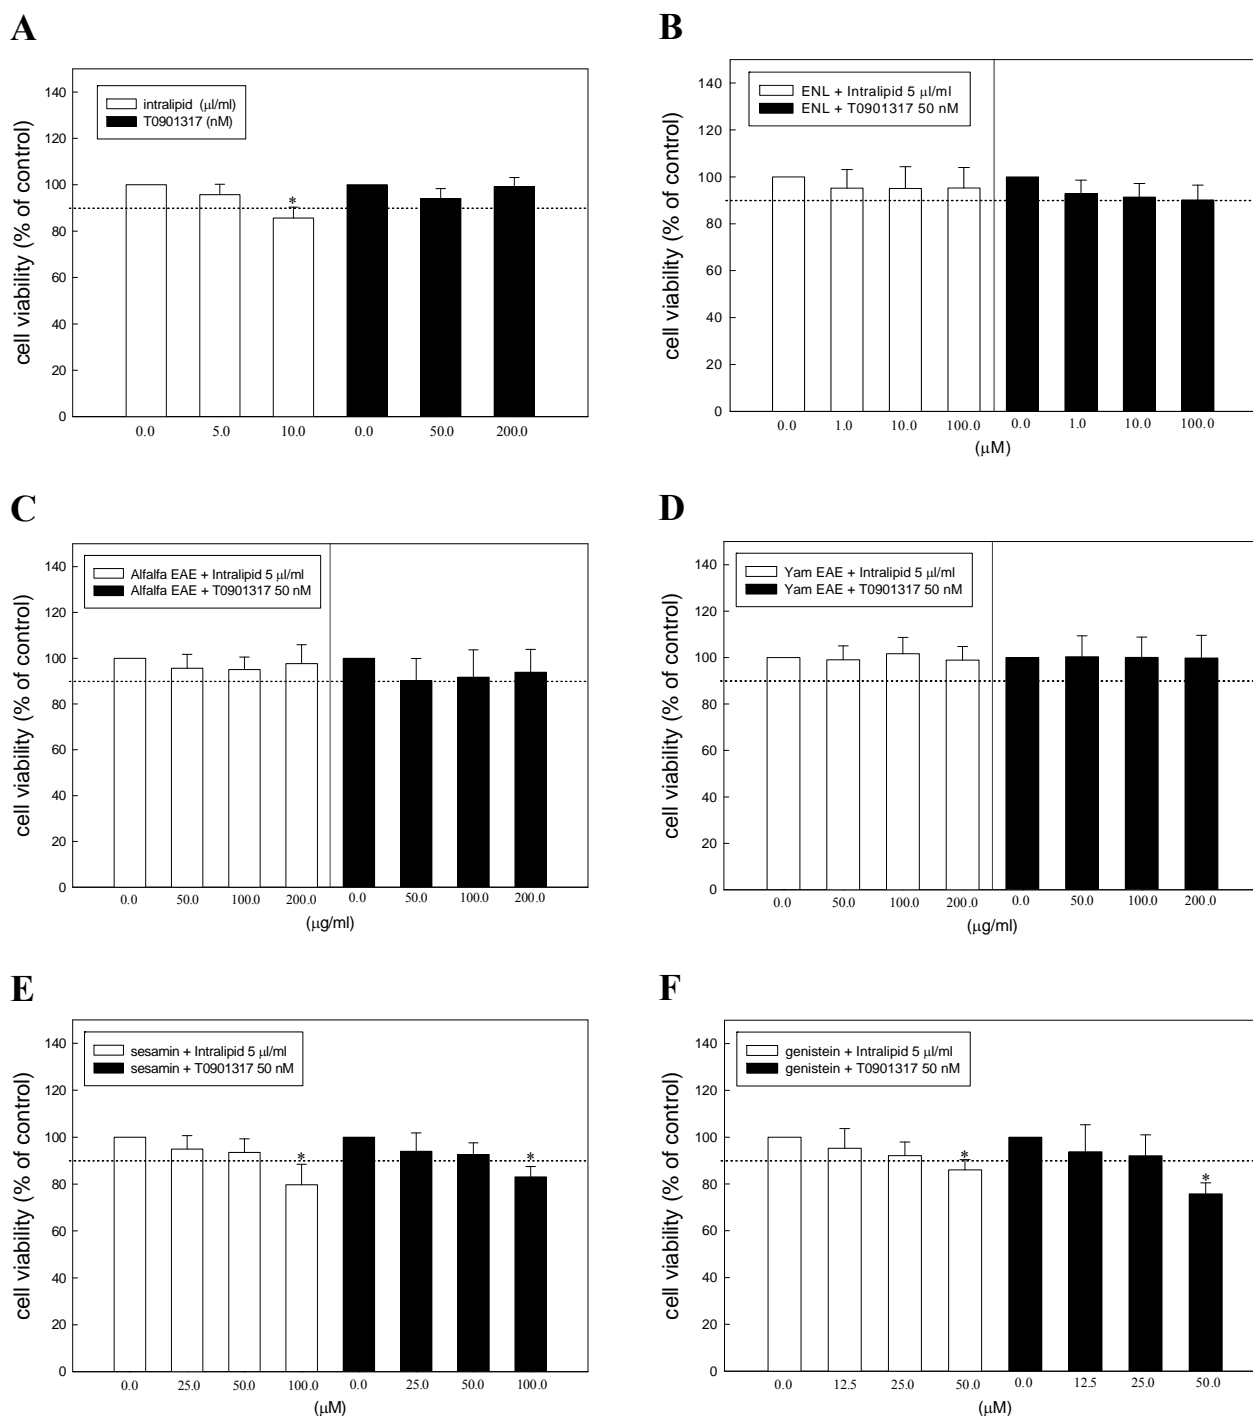 A
cell viability (% of control)
140
120
100
80
60
40
20
0
intralipid (μl/ml)
T0901317 (nM)
*
0.0 5.0 10.0 0.0 50.0 200.0
B
cell viability (% of control)
140
120
100
80
60
40
20
0
ENL + Intralipid 5 μl/ml
ENL + T0901317 50 nM
0.0 1.0 10.0 100.0 0.0 1.0 10.0 100.0
(μM)
C
cell viability (% of control)
140
120
100
80
60
40
20
0
Alfalfa EAE + Intralipid 5 μl/ml
Alfalfa EAE + T0901317 50 nM
0.0 50.0 100.0 200.0 0.0 50.0 100.0 200.0
(μg/ml)
D
cell viability (% of control)
140
120
100
80
60
40
20
0
Yam EAE + Intralipid 5 μl/ml
Yam EAE + T0901317 50 nM
0.0 50.0 100.0 200.0 0.0 50.0 100.0 200.0
(μg/ml)
E
cell viability (% of control)
140
120
100
80
60
40
20
0
sesamin + Intralipid 5 μl/ml
sesamin + T0901317 50 nM
* *
0.0 25.0 50.0 100.0 0.0 25.0 50.0 100.0
(μM)
F
cell viability (% of control)
140
120
100
80
60
40
20
0
genistein + Intralipid 5 μl/ml
genistein + T0901317 50 nM
* *
0.0 12.5 25.0 50.0 0.0 12.5 25.0 50.0
(μM)